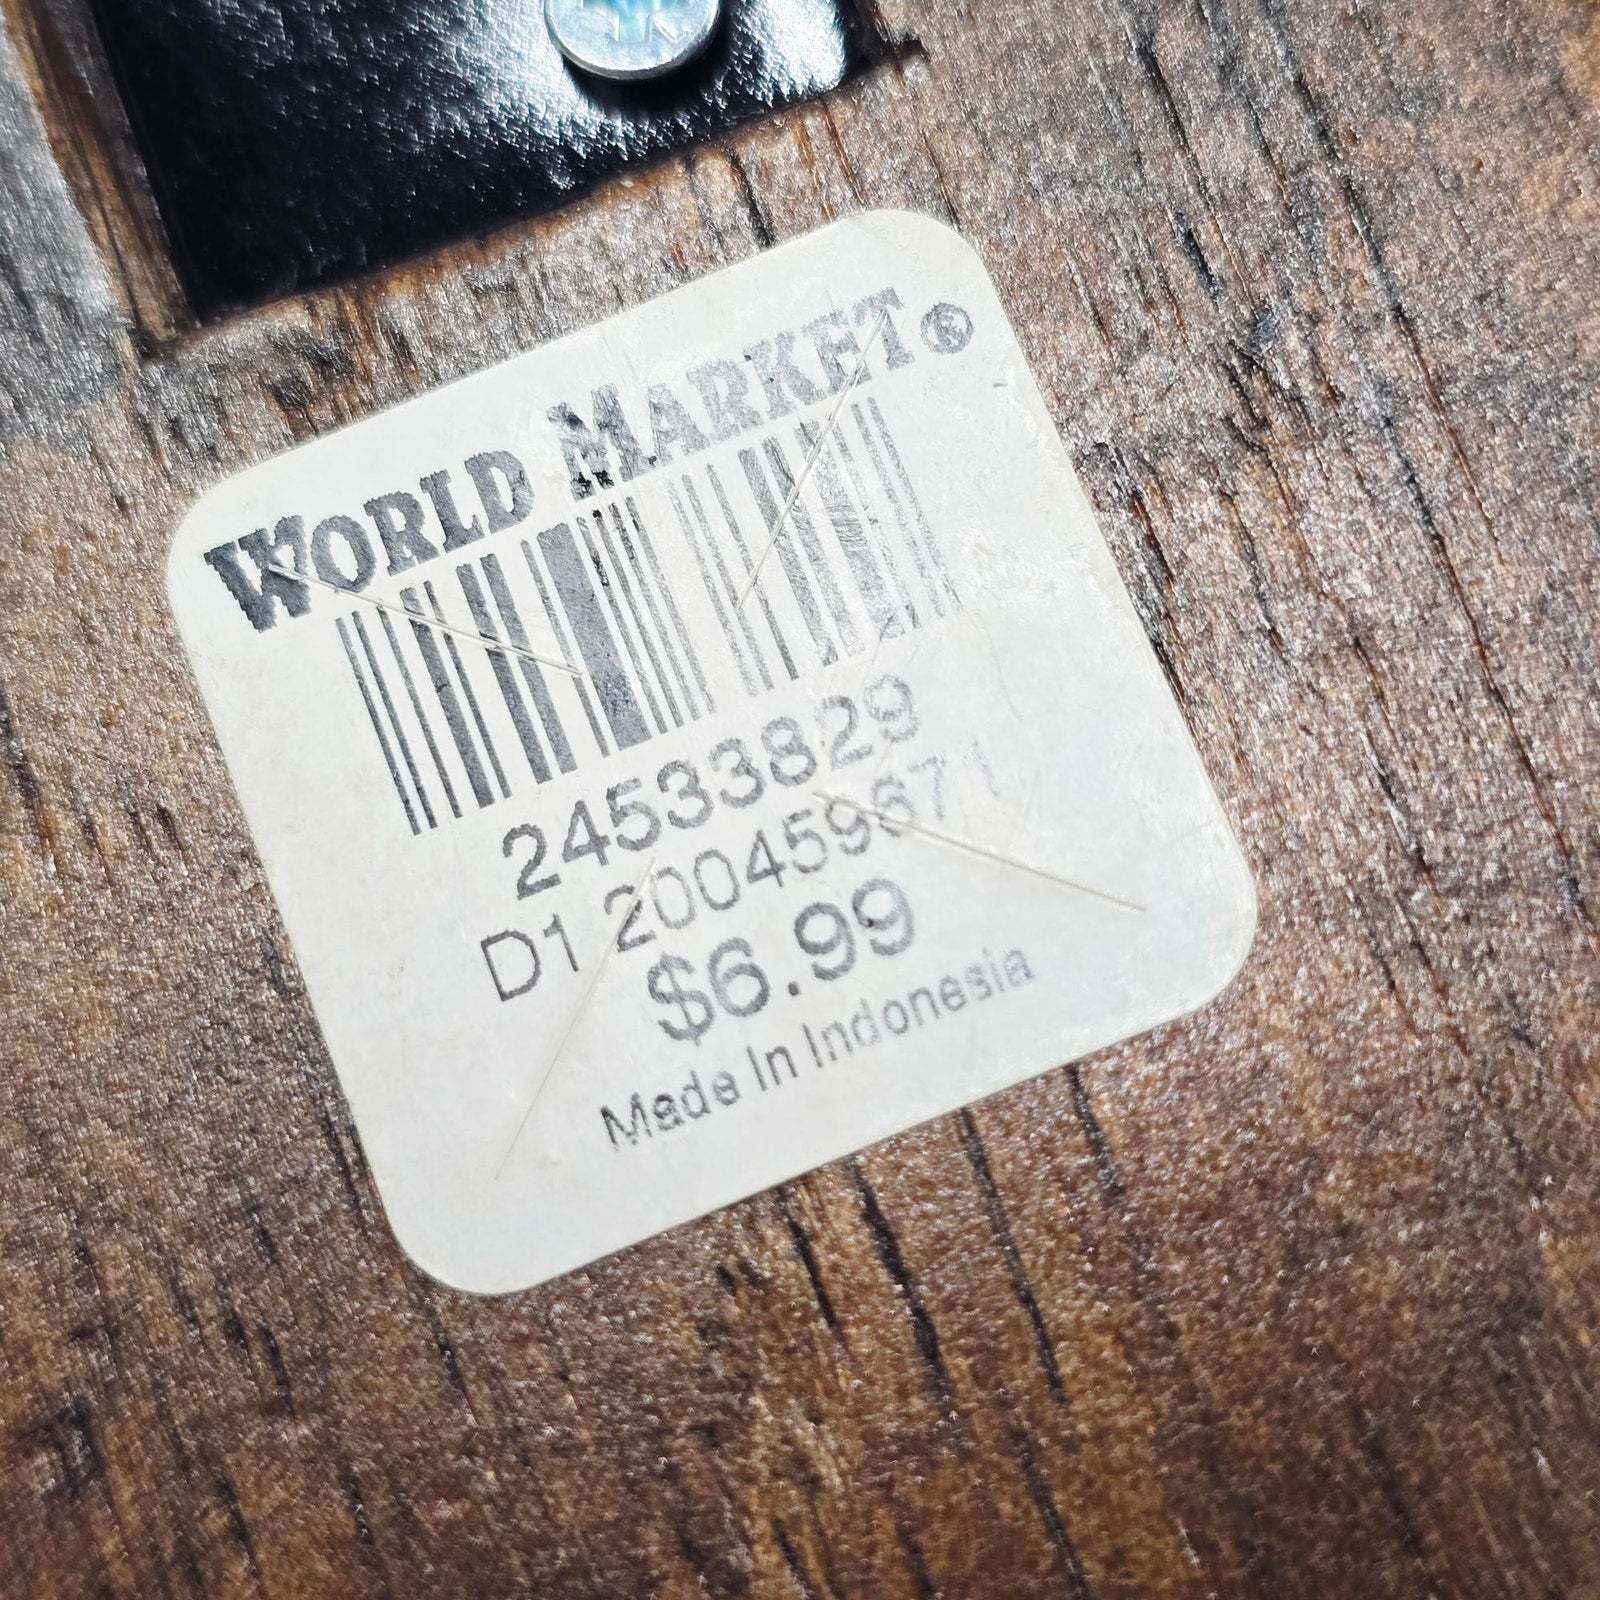 WORLD MARKET®
24533829
D1 200459671
$6.99
Made In Indonesia